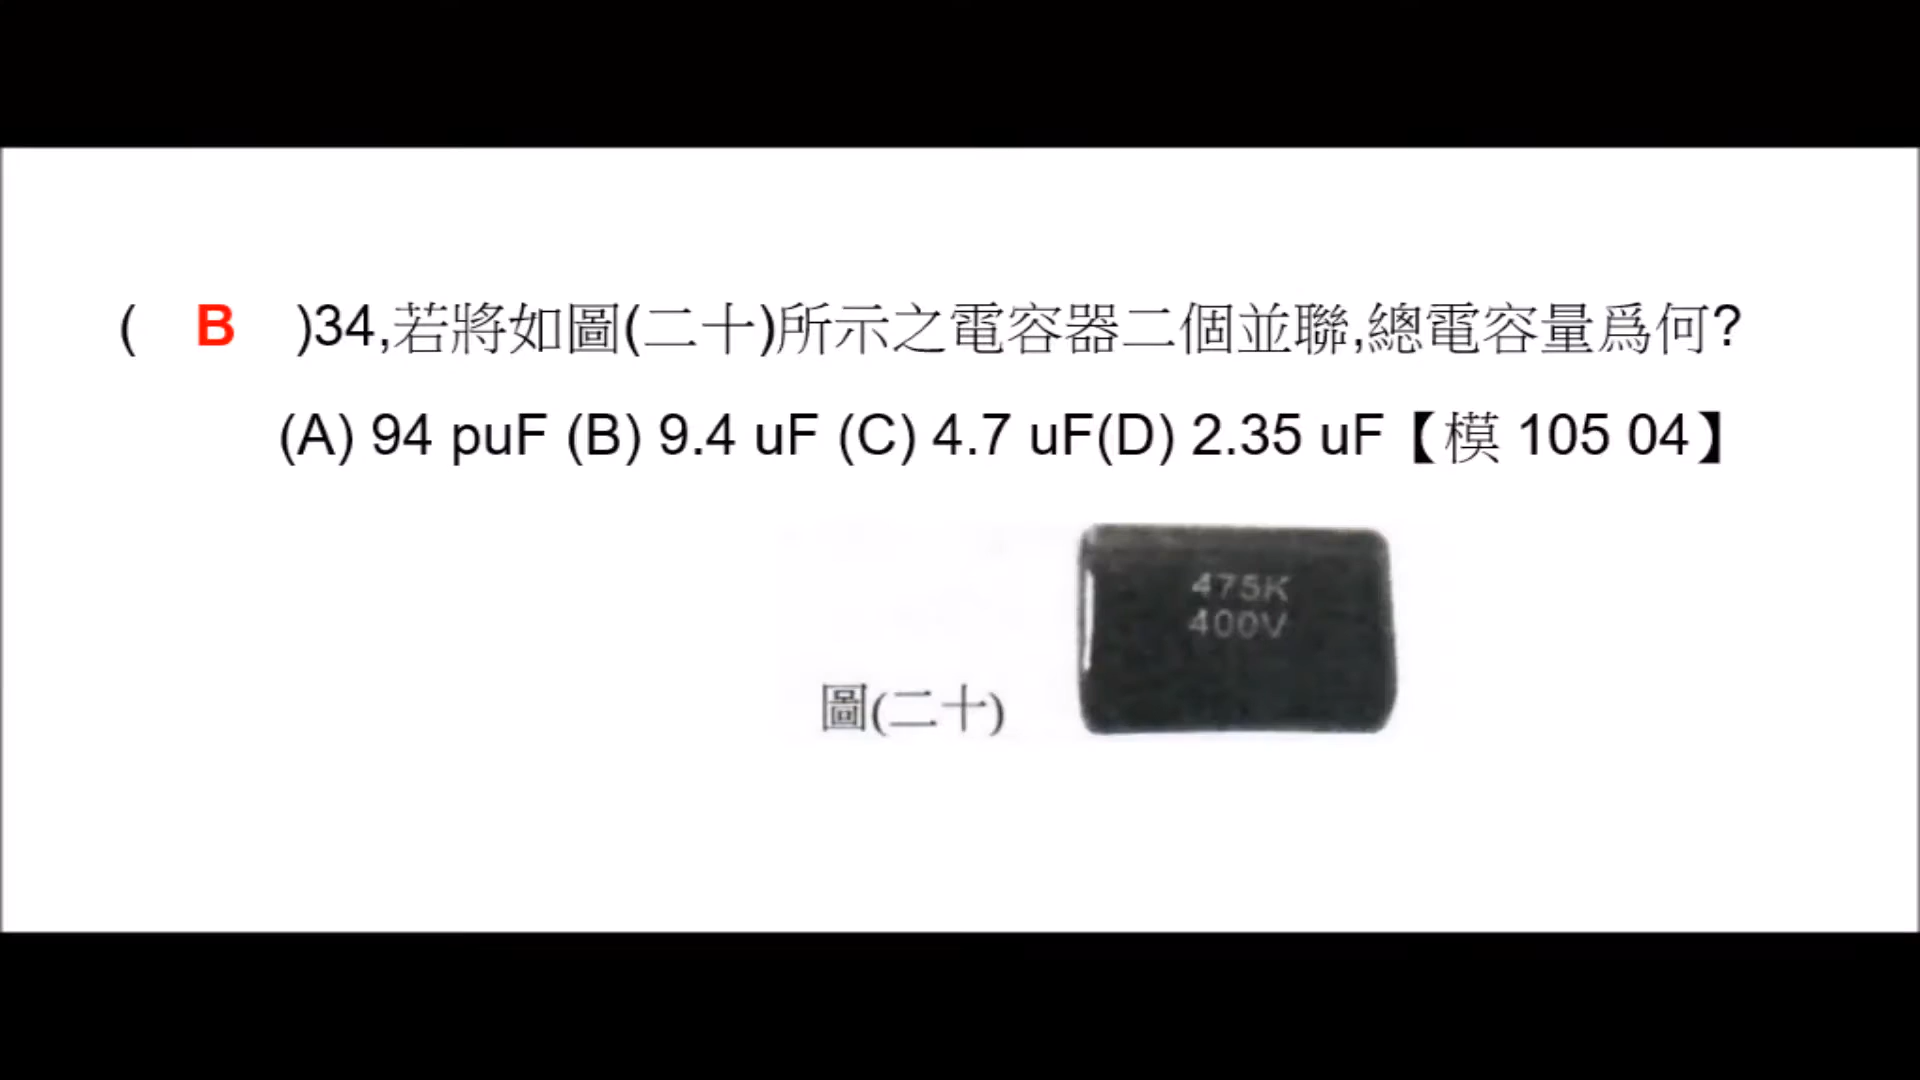 ( B )34,若將如圖(二十)所示之電容器二個並聯,總電容量爲何?
(A) 94 puF (B) 9.4 uF (C) 4.7 uF(D) 2.35 uF【模 105 04】
475K
400V
圖(二十)